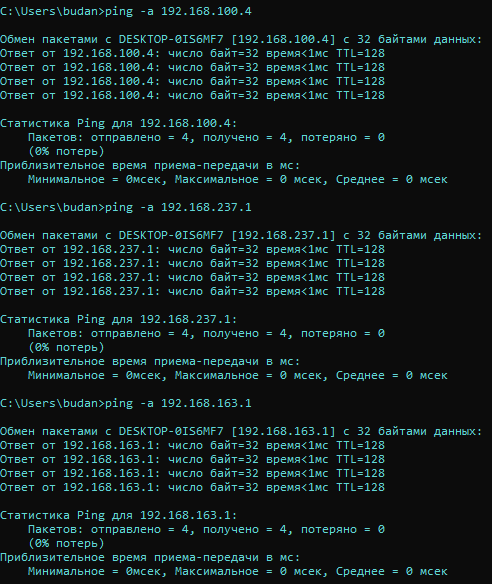 C:\Users\budan>ping -a 192.168.100.4
Обмен пакетами с DESKTOP-0IS6MF7 [192.168.100.4] с 32 байтами данных:
Ответ от 192.168.100.4: число байт=32 время<1мс TTL=128
Ответ от 192.168.100.4: число байт=32 время<1мс TTL=128
Ответ от 192.168.100.4: число байт=32 время<1мс TTL=128
Ответ от 192.168.100.4: число байт=32 время<1мс TTL=128
Статистика Ping для 192.168.100.4:
Пакетов: отправлено = 4, получено = 4, потеряно = 0
(0% потерь)
Приблизительное время приема-передачи в мс:
Минимальное = 0мсек, Максимальное = 0 мсек, Среднее = 0 мсек
C:\Users\budan>ping -a 192.168.237.1
Обмен пакетами с DESKTOP-0IS6MF7 [192.168.237.1] с 32 байтами данных:
Ответ от 192.168.237.1: число байт=32 время<1мс TTL=128
Ответ от 192.168.237.1: число байт=32 время<1мс TTL=128
Ответ от 192.168.237.1: число байт=32 время<1мс TTL=128
Ответ от 192.168.237.1: число байт=32 время<1мс TTL=128
Статистика Ping для 192.168.237.1:
Пакетов: отправлено = 4, получено = 4, потеряно = 0
(0% потерь)
Приблизительное время приема-передачи в мс:
Минимальное = 0мсек, Максимальное = 0 мсек, Среднее = 0 мсек
C:\Users\budan>ping -a 192.168.163.1
Обмен пакетами с DESKTOP-0IS6MF7 [192.168.163.1] с 32 байтами данных:
Ответ от 192.168.163.1: число байт=32 время<1мс TTL=128
Ответ от 192.168.163.1: число байт=32 время<1мс TTL=128
Ответ от 192.168.163.1: число байт=32 время<1мс TTL=128
Ответ от 192.168.163.1: число байт=32 время<1мс TTL=128
Статистика Ping для 192.168.163.1:
Пакетов: отправлено = 4, получено = 4, потеряно = 0
(0% потерь)
Приблизительное время приема-передачи в мс:
Минимальное = 0мсек, Максимальное = 0 мсек, Среднее = 0 мсек